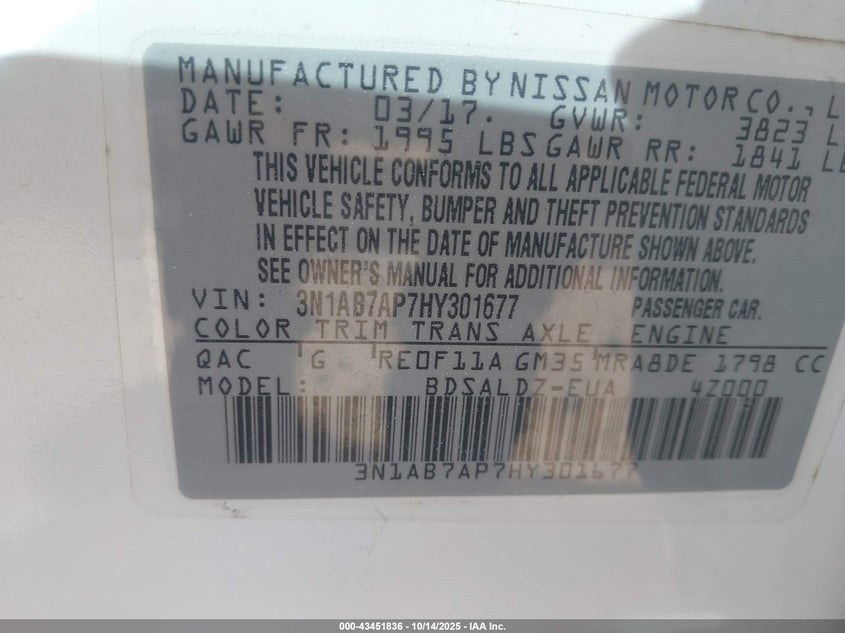 MANUFACTURED BY NISSAN MOTOR CO., L
DATE: 03/17. GVWR: 3823 L
GAWR FR: 1995 LBS GAWR RR: 1841 LB
THIS VEHICLE CONFORMS TO ALL APPLICABLE FEDERAL MOTOR
VEHICLE SAFETY, BUMPER AND THEFT PREVENTION STANDARDS
IN EFFECT ON THE DATE OF MANUFACTURE SHOWN ABOVE.
SEE OWNER'S MANUAL FOR ADDITIONAL INFORMATION.
VIN: 3N1AB7AP7HY301677 PASSENGER CAR.
COLOR TRIM TRANS AXLE ENGINE
QAC G RE0F11A GM35 MRA8DE 1798 CC
MODEL: BDSALDZ-EUA 4Z000
3N1AB7AP7HY301677
000-43451836 - 10/14/2025 - IAA Inc.